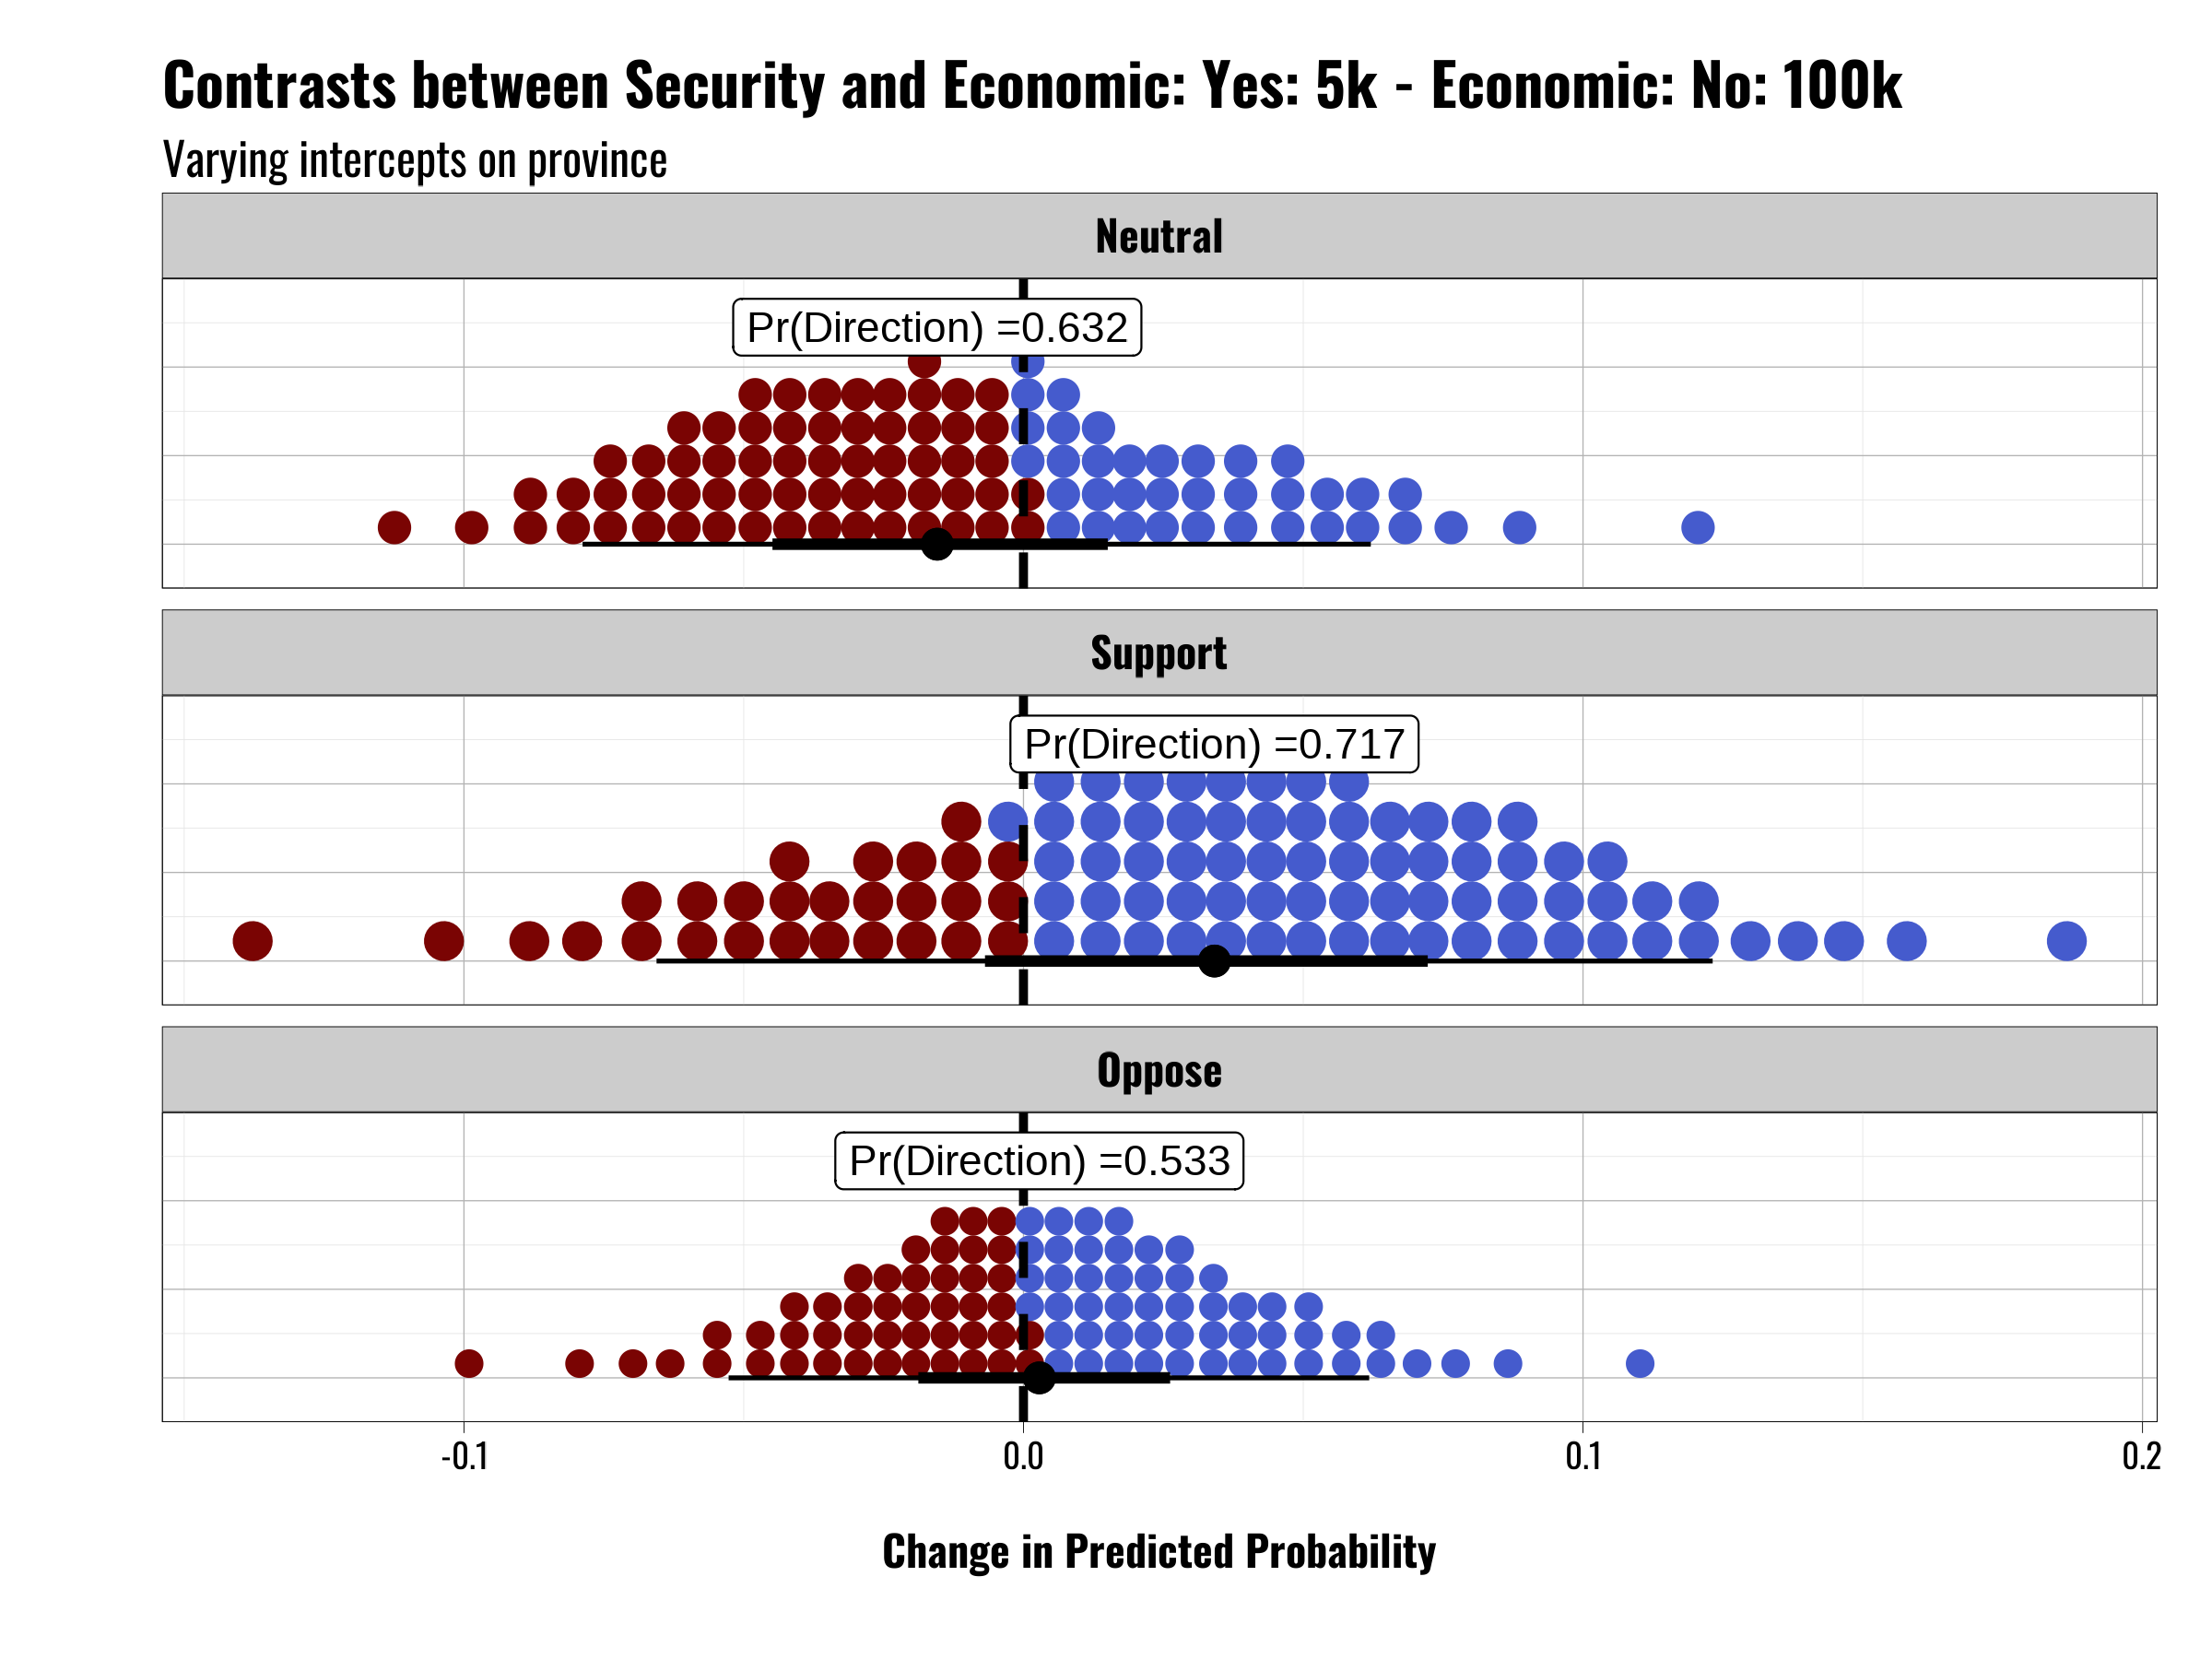 Contrasts between Security and Economic: Yes: 5k - Economic: No: 100k
Varying intercepts on province
Neutral
Pr(Direction) =0.632
Support
Pr(Direction) =0.717
Oppose
Pr(Direction) =0.533
-0.1 0.0 0.1 0.2
Change in Predicted Probability